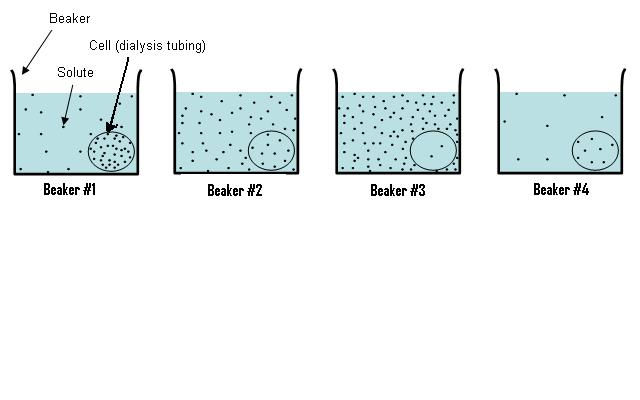 Beaker
Cell (dialysis tubing)
Solute
Beaker #1
Beaker #2
Beaker #3
Beaker #4